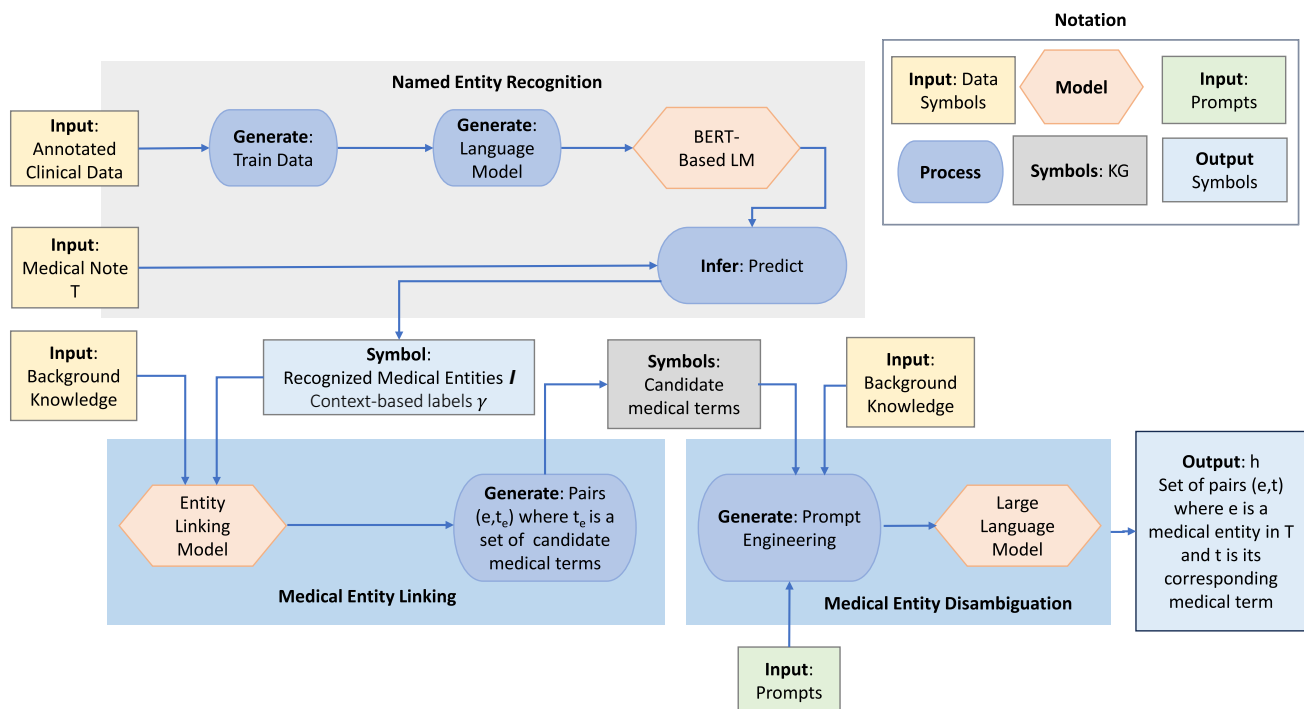 Notation
Input: Data
Symbols
Model
Input:
Prompts
Process
Symbols: KG
Output
Symbols
Named Entity Recognition
Input:
Annotated
Clinical Data
Generate:
Train Data
Generate:
Language
Model
BERT-
Based LM
Input:
Medical Note
T
Infer: Predict
Input:
Background
Knowledge
Symbol:
Recognized Medical Entities I
Context-based labels γ
Symbols:
Candidate
medical terms
Input:
Background
Knowledge
Entity
Linking
Model
Generate: Pairs
(e,te) where te is a
set of candidate
medical terms
Medical Entity Linking
Generate: Prompt
Engineering
Large
Language
Model
Medical Entity Disambiguation
Output: h
Set of pairs (e,t)
where e is a
medical entity in T
and t is its
corresponding
medical term
Input:
Prompts